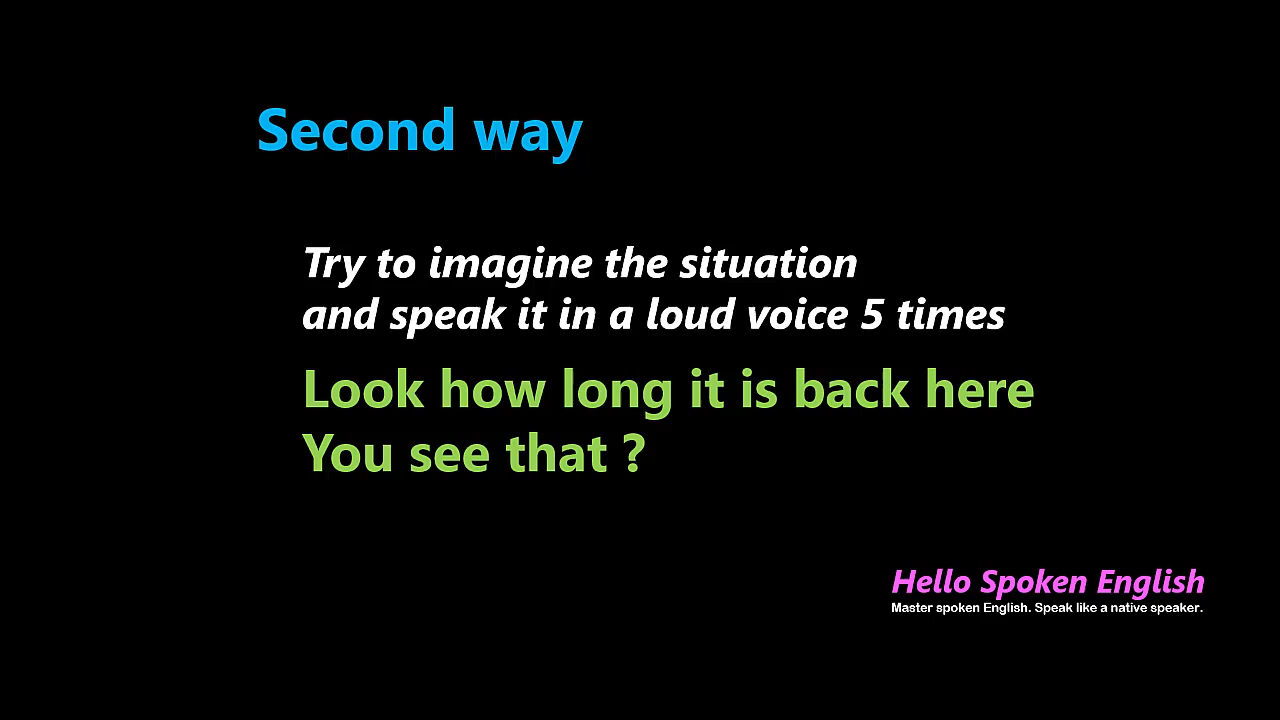 Second way
Try to imagine the situation
and speak it in a loud voice 5 times
Look how long it is back here
You see that ?
Hello Spoken English
Master spoken English. Speak like a native speaker.